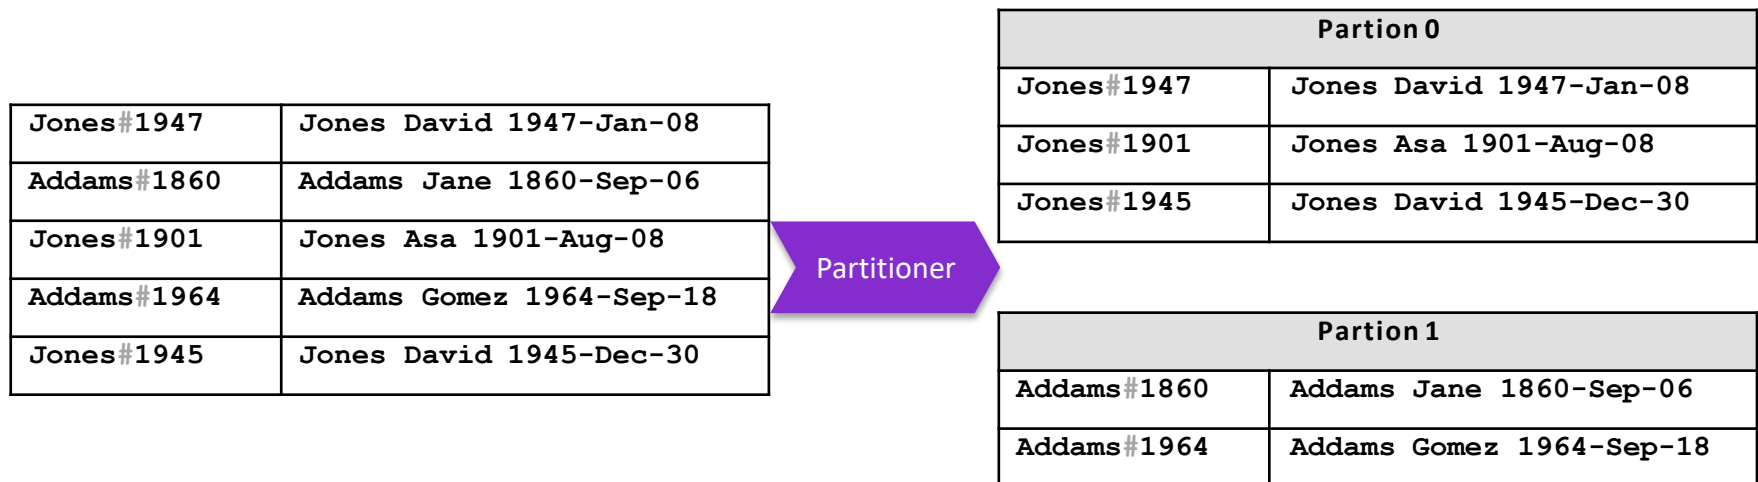 Jones#1947 Jones David 1947-Jan-08
Addams#1860 Addams Jane 1860-Sep-06
Jones#1901 Jones Asa 1901-Aug-08
Addams#1964 Addams Gomez 1964-Sep-18
Jones#1945 Jones David 1945-Dec-30
Partitioner
Partion 0
Jones#1947 Jones David 1947-Jan-08
Jones#1901 Jones Asa 1901-Aug-08
Jones#1945 Jones David 1945-Dec-30
Partion 1
Addams#1860 Addams Jane 1860-Sep-06
Addams#1964 Addams Gomez 1964-Sep-18